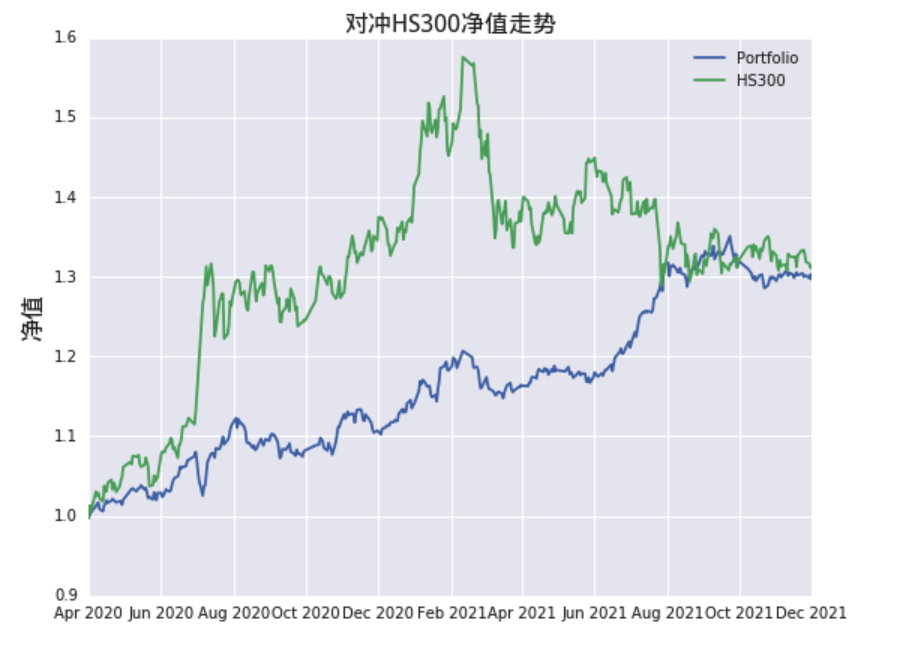 对冲HS300净值走势
1.6
Portfolio
HS300
1.5
1.4
1.3
净值
1.2
1.1
1.0
0.9
Apr 2020 Jun 2020 Aug 2020 Oct 2020 Dec 2020 Feb 2021 Apr 2021 Jun 2021 Aug 2021 Oct 2021 Dec 2021